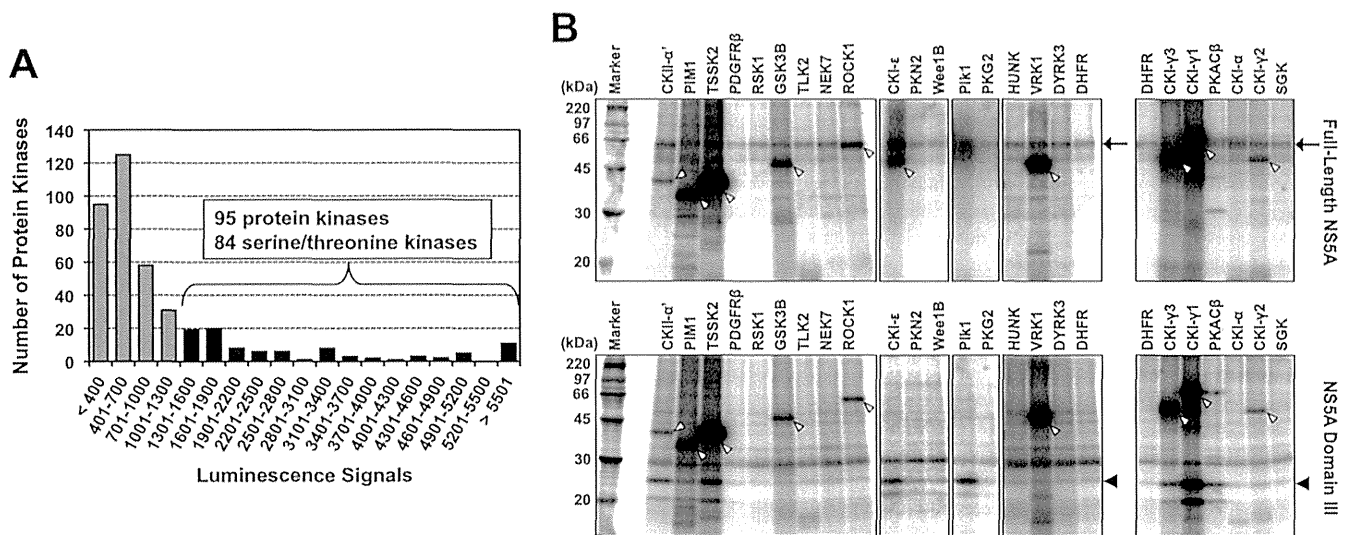 A
Number of Protein Kinases
140
120
100
80
60
40
20
0
95 protein kinases
84 serine/threonine kinases
< 400
401-700
701-1000
1001-1300
1301-1600
1601-1900
1901-2200
2201-2500
2501-2800
2801-3100
3101-3400
3401-3700
3701-4000
4001-4300
4301-4600
4601-4900
4901-5200
5201-5500
> 5501
Luminescence Signals
B
(kDa)
Marker
CKII-α'
PIM1
TSSK2
PDGFRβ
RSK1
GSK3B
TLK2
NEK7
ROCK1
CKI-ε
PKN2
Wee1B
Plk1
PKG2
HUNK
VRK1
DYRK3
DHFR
DHFR
CKI-γ3
CKI-γ1
PKACβ
CKI-α
CKI-γ2
SGK
220
97
66
45
30
20
Full-Length NS5A
(kDa)
Marker
CKII-α'
PIM1
TSSK2
PDGFRβ
RSK1
GSK3B
TLK2
NEK7
ROCK1
CKI-ε
PKN2
Wee1B
Plk1
PKG2
HUNK
VRK1
DYRK3
DHFR
DHFR
CKI-γ3
CKI-γ1
PKACβ
CKI-α
CKI-γ2
SGK
220
97
66
45
30
20
NS5A Domain III